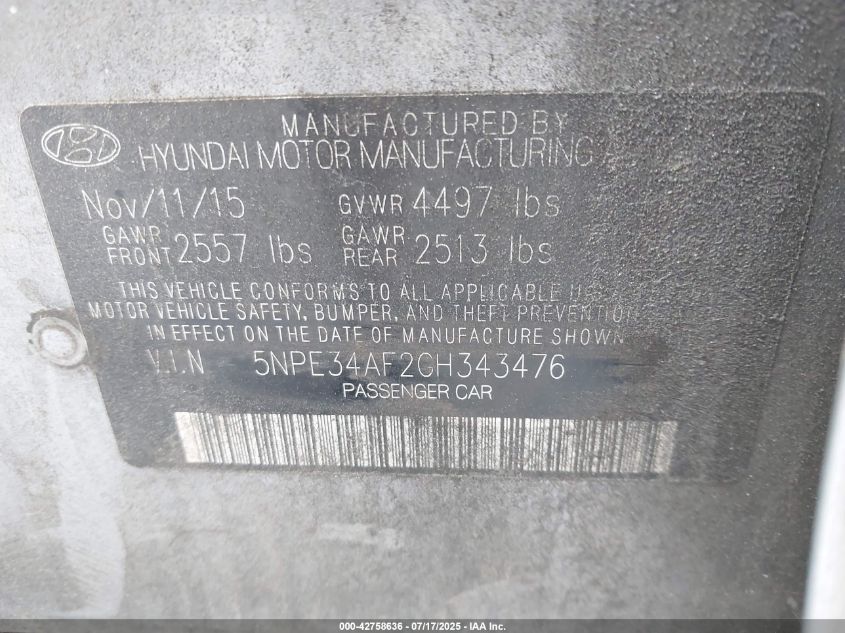 MANUFACTURED BY
HYUNDAI MOTOR MANUFACTURING
Nov/11/15 GVWR 4497 lbs
GAWR FRONT 2557 lbs GAWR REAR 2513 lbs
THIS VEHICLE CONFORMS TO ALL APPLICABLE
MOTOR VEHICLE SAFETY, BUMPER, AND THEFT PREVENTION
IN EFFECT ON THE DATE OF MANUFACTURE SHOWN
V.I.N 5NPE34AF2GH343476
PASSENGER CAR
000-42758636 - 07/17/2025 - IAA Inc.